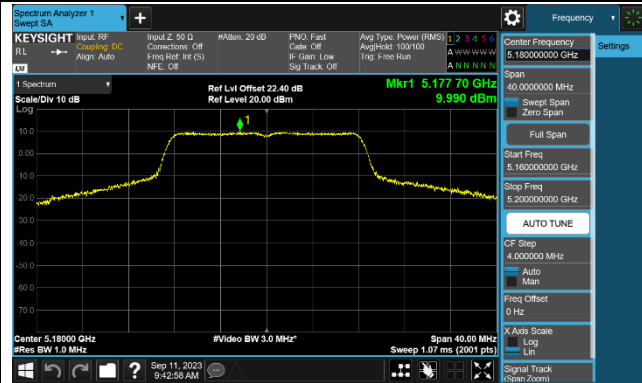 Spectrum Analyzer 1
Swept SA
Frequency
KEYSIGHT
RL
LXI
Input: RF
Coupling: DC
Align: Auto
Input Z: 50 Ω
Corrections: Off
Freq Ref: Int (S)
NFE: Off
#Atten: 20 dB
PNO: Fast
Gate: Off
IF Gain: Low
Sig Track: Off
Avg Type: Power (RMS)
Avg|Hold: 100/100
Trig: Free Run
1 2 3 4 5 6
A W W W W W
A N N N N N
1 Spectrum
Scale/Div 10 dB
Log
Ref Lvl Offset 22.40 dB
Ref Level 20.00 dBm
Mkr1 5.177 70 GHz
9.990 dBm
1
10.0
0.00
-10.0
-20.0
-30.0
-40.0
-50.0
-60.0
-70.0
Center 5.18000 GHz
#Res BW 1.0 MHz
#Video BW 3.0 MHz*
Span 40.00 MHz
Sweep 1.07 ms (2001 pts)
Sep 11, 2023
9:42:58 AM
Center Frequency
5.180000000 GHz
Span
40.0000000 MHz
Swept Span
Zero Span
Full Span
Start Freq
5.160000000 GHz
Stop Freq
5.200000000 GHz
AUTO TUNE
CF Step
4.000000 MHz
Auto
Man
Freq Offset
0 Hz
X Axis Scale
Log
Lin
Signal Track
(Span Zoom)
Settings